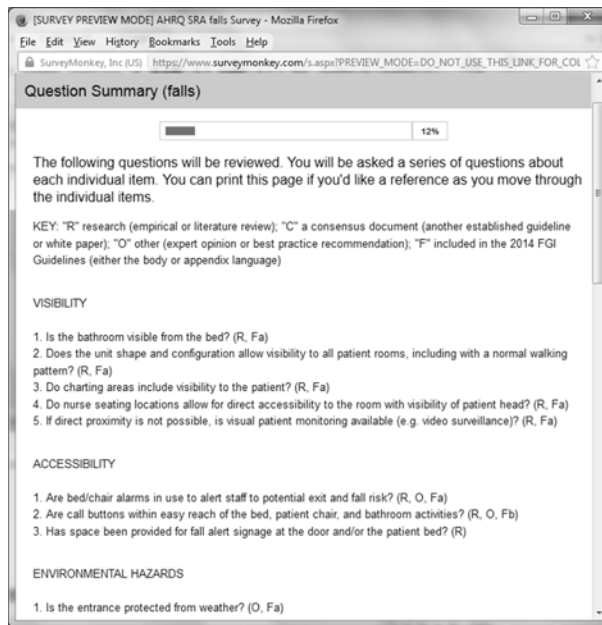 [SURVEY PREVIEW MODE] AHRQ SRA falls Survey - Mozilla Firefox
File Edit View History Bookmarks Tools Help
SurveyMonkey, Inc (US) https://www.surveymonkey.com/s.aspx?PREVIEW_MODE=DO_NOT_USE_THIS_LINK_FOR_COL
Question Summary (falls)
12%
The following questions will be reviewed. You will be asked a series of questions about
each individual item. You can print this page if you'd like a reference as you move through
the individual items.
KEY: "R" research (empirical or literature review); "C" a consensus document (another established guideline
or white paper); "O" other (expert opinion or best practice recommendation); "F" included in the 2014 FGI
Guidelines (either the body or appendix language)
VISIBILITY
1. Is the bathroom visible from the bed? (R, Fa)
2. Does the unit shape and configuration allow visibility to all patient rooms, including with a normal walking
pattern? (R, Fa)
3. Do charting areas include visibility to the patient? (R, Fa)
4. Do nurse seating locations allow for direct accessibility to the room with visibility of patient head? (R, Fa)
5. If direct proximity is not possible, is visual patient monitoring available (e.g. video surveillance)? (R, Fa)
ACCESSIBILITY
1. Are bed/chair alarms in use to alert staff to potential exit and fall risk? (R, O, Fa)
2. Are call buttons within easy reach of the bed, patient chair, and bathroom activities? (R, O, Fb)
3. Has space been provided for fall alert signage at the door and/or the patient bed? (R)
ENVIRONMENTAL HAZARDS
1. Is the entrance protected from weather? (O, Fa)